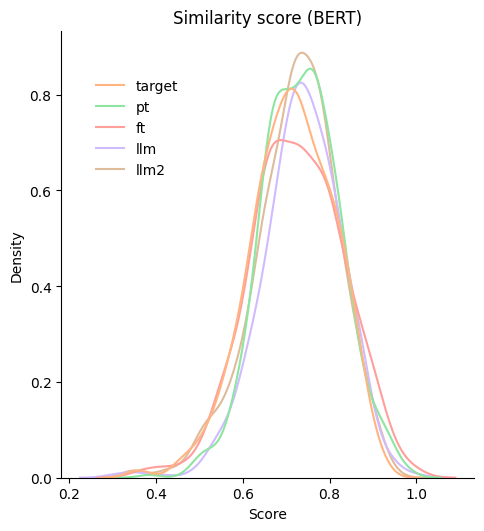 Similarity score (BERT)
target
pt
ft
llm
llm2
Density
0.8
0.6
0.4
0.2
0.0
0.2
0.4
0.6
0.8
1.0
Score